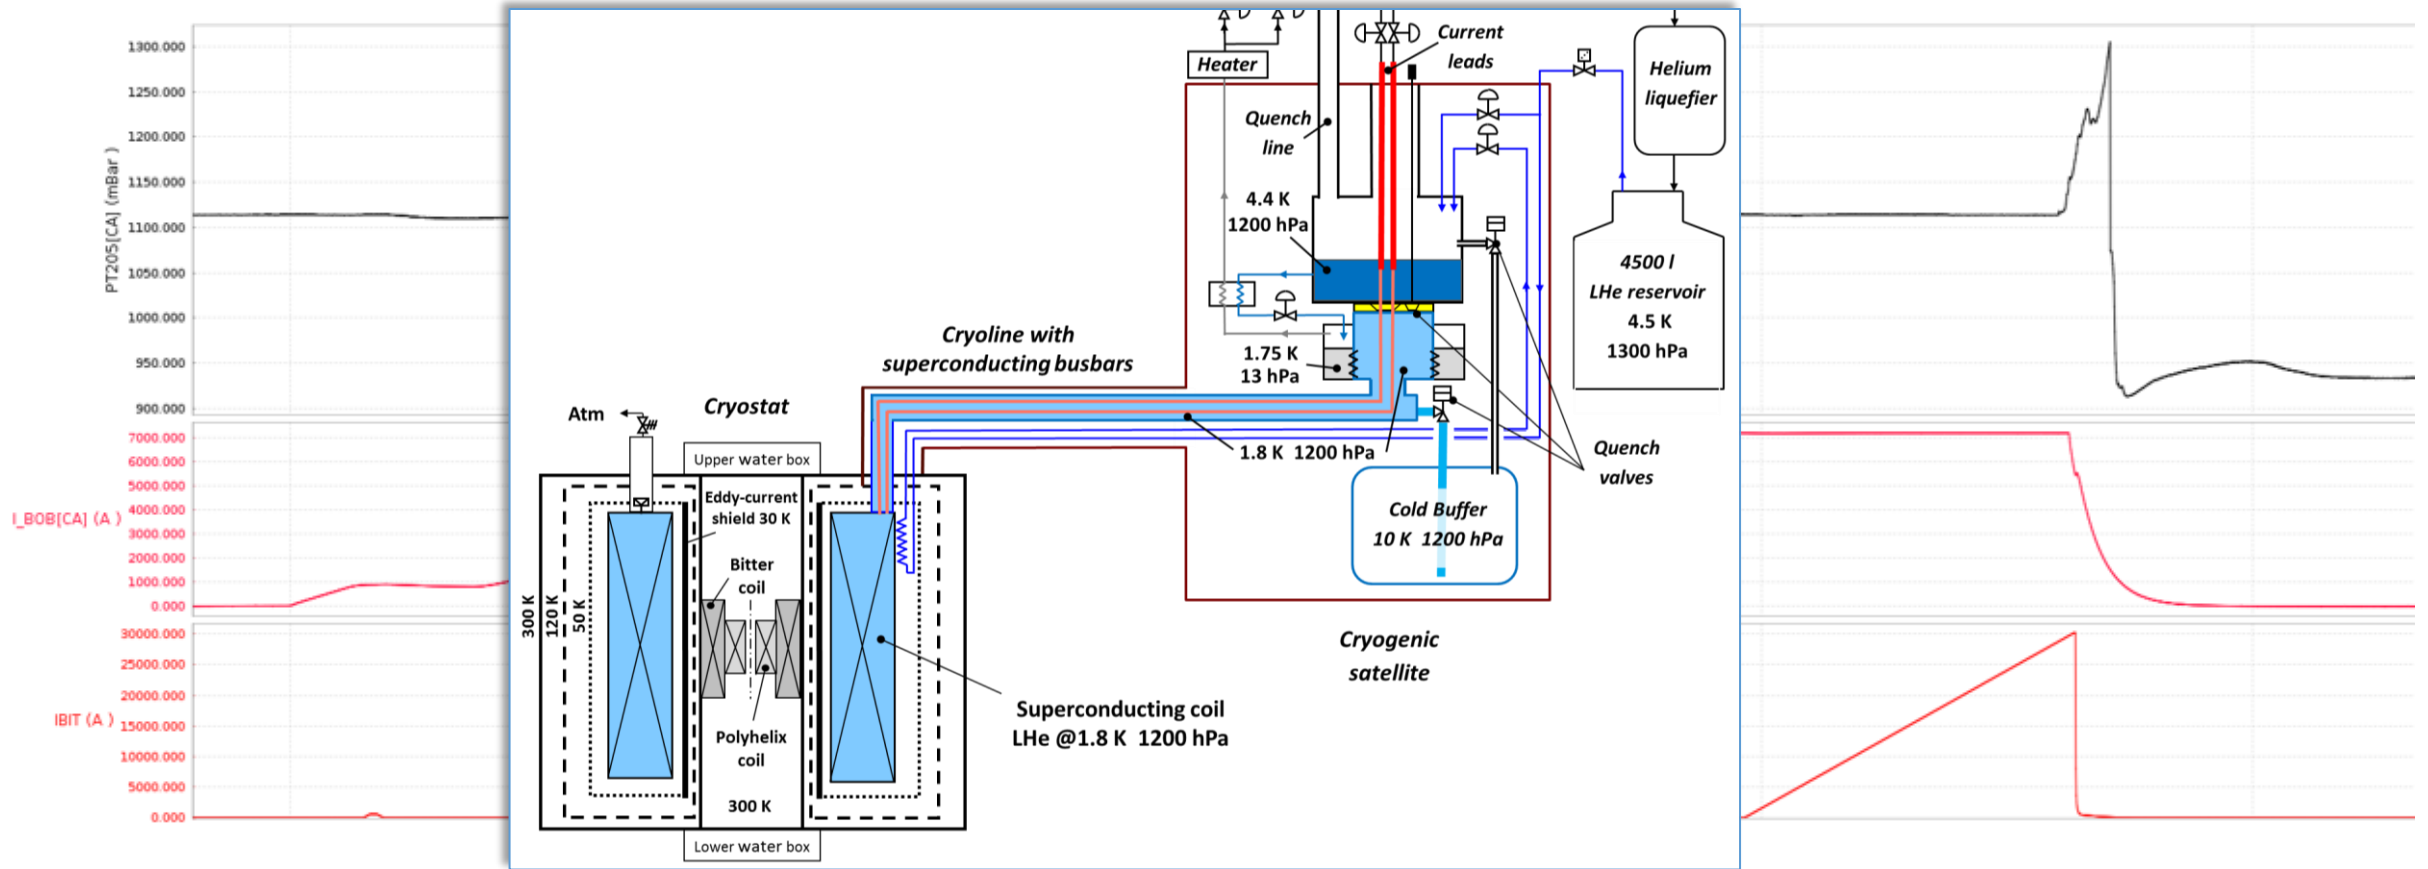 1300.000
1250.000
1200.000
1150.000
1100.000
1050.000
1000.000
950.000
900.000
PT205[CA] (mBar )
7000.000
6000.000
5000.000
4000.000
3000.000
2000.000
1000.000
0.000
I_BOB[CA] (A )
30000.000
25000.000
20000.000
15000.000
10000.000
5000.000
0.000
IBIT (A )
Heater
Current
leads
Quench
line
Helium
liquefier
4.4 K
1200 hPa
4500 l
LHe reservoir
4.5 K
1300 hPa
1.75 K
13 hPa
Cryoline with
superconducting busbars
1.8 K 1200 hPa
Quench
valves
Cold Buffer
10 K 1200 hPa
Cryogenic
satellite
Atm
Cryostat
Upper water box
Eddy-current
shield 30 K
Bitter
coil
300 K
120 K
50 K
Polyhelix
coil
300 K
Lower water box
Superconducting coil
LHe @1.8 K 1200 hPa